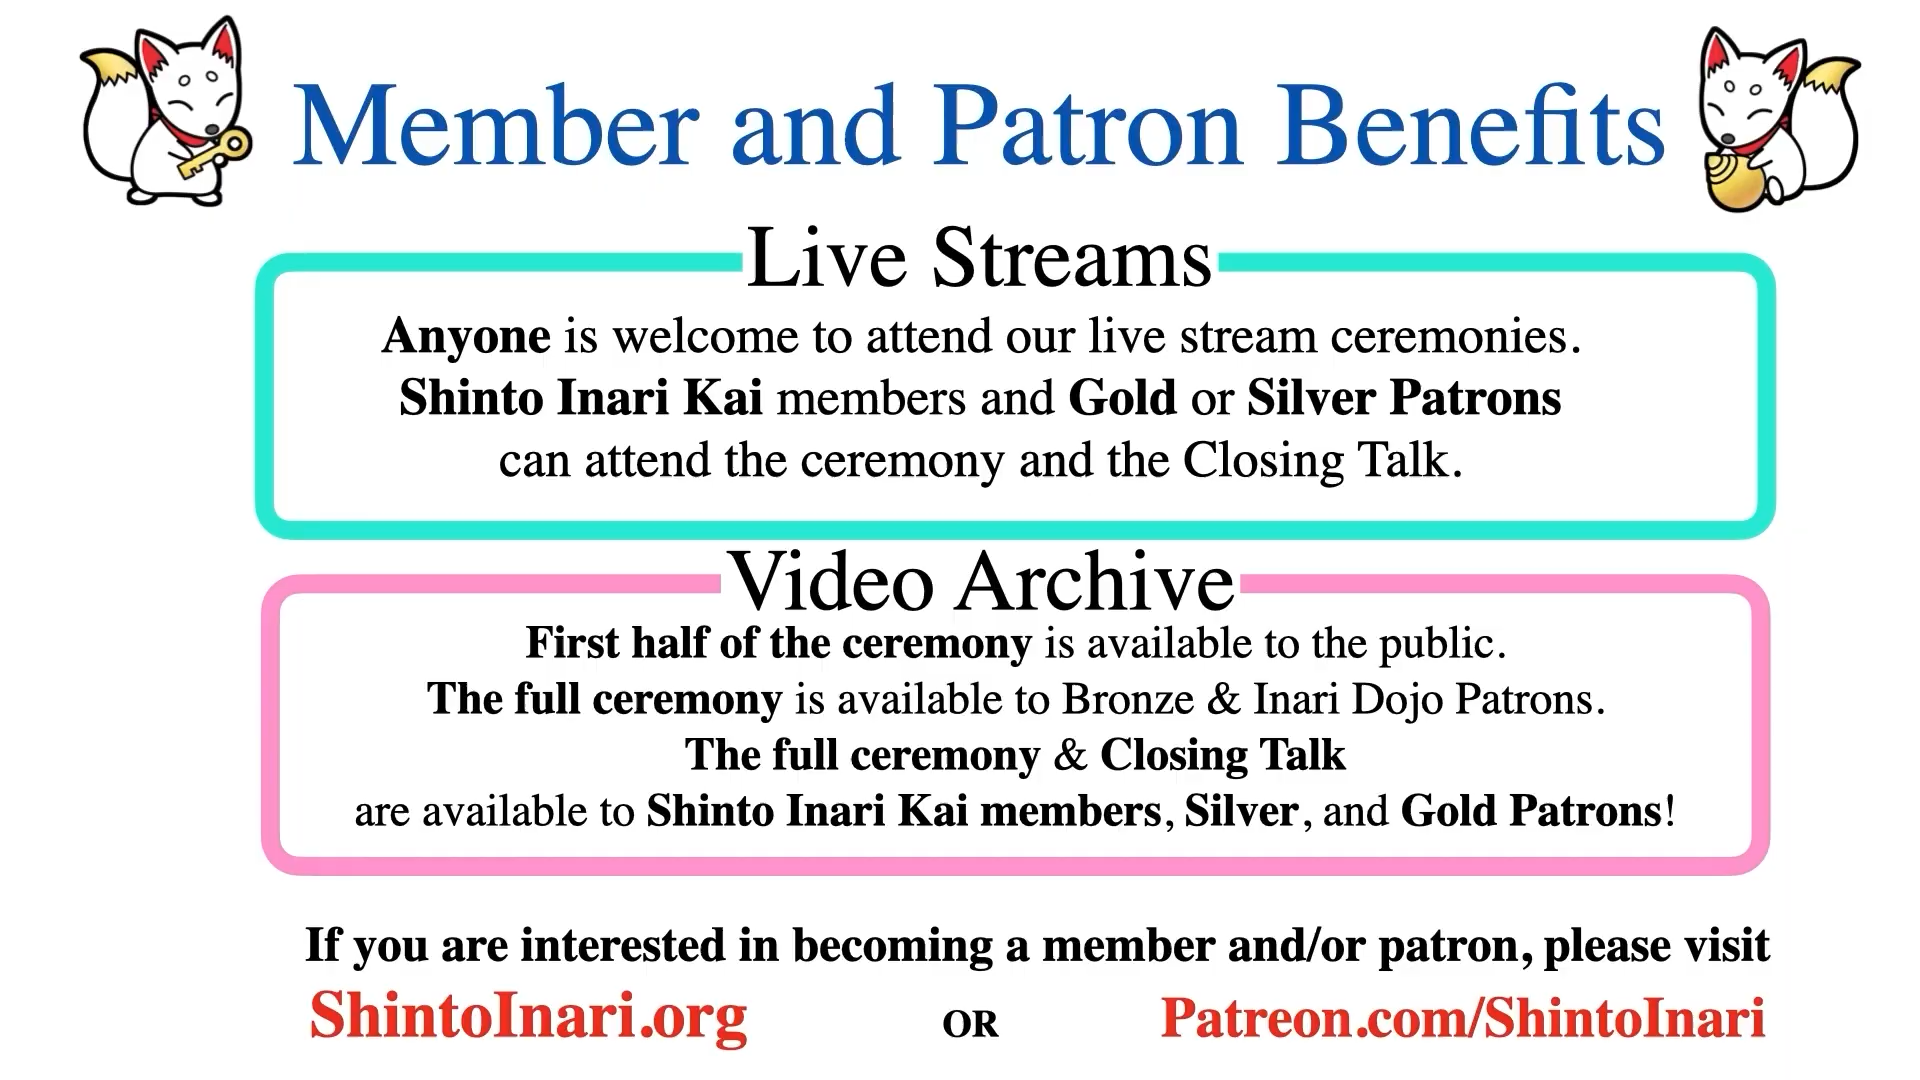 Member and Patron Benefits
Live Streams
Anyone is welcome to attend our live stream ceremonies.
Shinto Inari Kai members and Gold or Silver Patrons
can attend the ceremony and the Closing Talk.
Video Archive
First half of the ceremony is available to the public.
The full ceremony is available to Bronze & Inari Dojo Patrons.
The full ceremony & Closing Talk
are available to Shinto Inari Kai members, Silver, and Gold Patrons!
If you are interested in becoming a member and/or patron, please visit
ShintoInari.org OR Patreon.com/ShintoInari